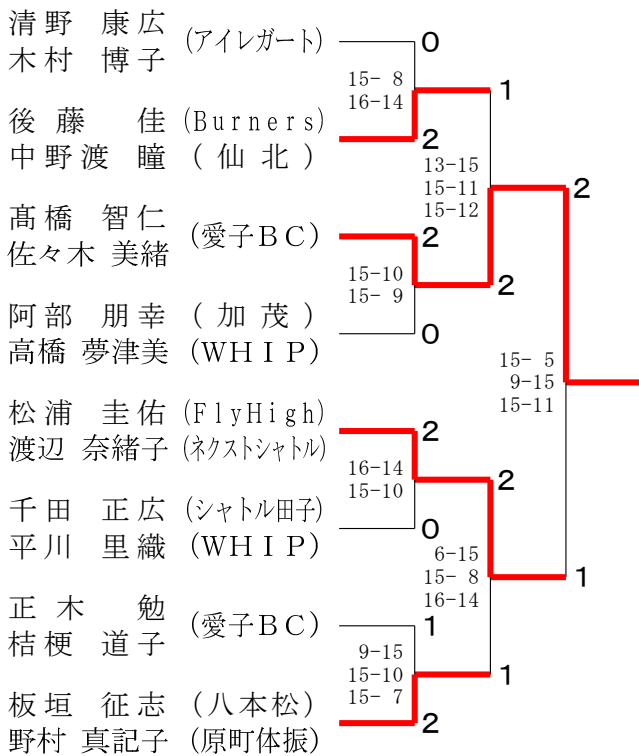 清野 康広 (アイレガート)
木村 博子
0
15- 8
16-14
1
後藤 佳 (Burners)
中野渡 瞳 (仙北)
2
13-15
15-11
15-12
2
髙橋 智仁 (愛子BC)
佐々木 美緒
2
15-10
15- 9
2
阿部 朋幸 (加茂)
高橋 夢津美 (WHIP)
0
15- 5
9-15
15-11
松浦 圭佑 (FlyHigh)
渡辺 奈緒子 (ネクストシャトル)
2
16-14
15-10
2
千田 正広 (シャトル田子)
平川 里織 (WHIP)
0
6-15
15- 8
16-14
1
正木 勉 (愛子BC)
桔梗 道子
1
9-15
15-10
15- 7
1
板垣 征志 (八本松)
野村 真記子 (原町体振)
2